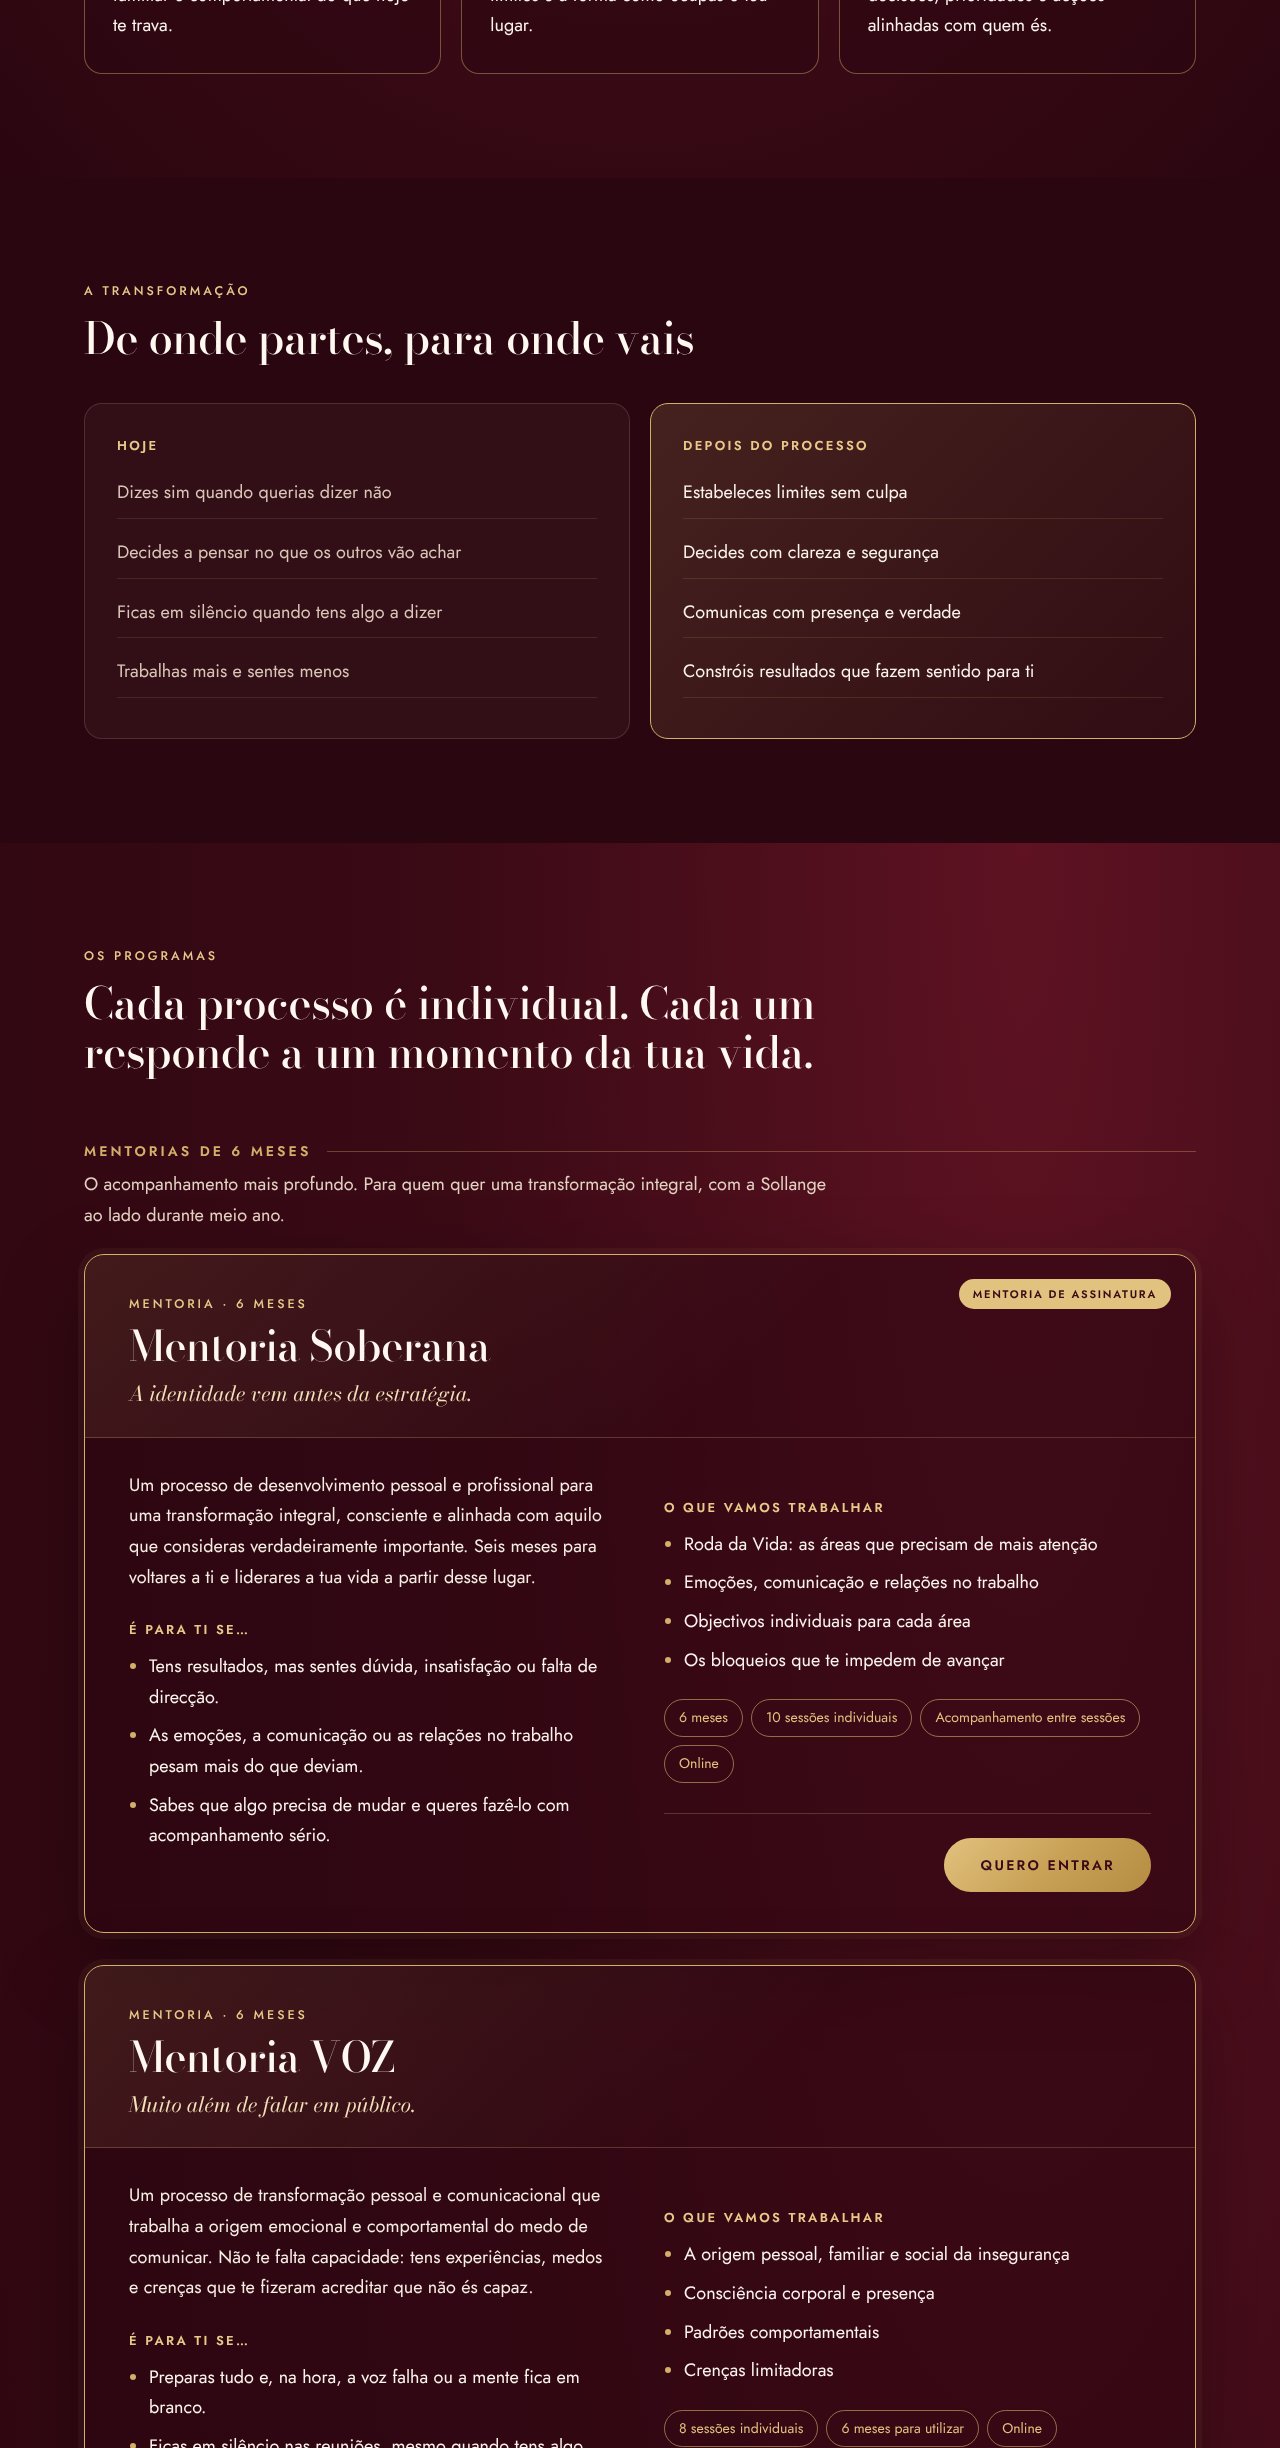 te trava.
lugar.
alinhadas com quem és.
A TRANSFORMAÇÃO
De onde partes, para onde vais
HOJE
Dizes sim quando querias dizer não
Decides a pensar no que os outros vão achar
Ficas em silêncio quando tens algo a dizer
Trabalhas mais e sentes menos
DEPOIS DO PROCESSO
Estabeleces limites sem culpa
Decides com clareza e segurança
Comunicas com presença e verdade
Constróis resultados que fazem sentido para ti
OS PROGRAMAS
Cada processo é individual. Cada um
responde a um momento da tua vida.
MENTORIAS DE 6 MESES
O acompanhamento mais profundo. Para quem quer uma transformação integral, com a Sollange
ao lado durante meio ano.
MENTORIA DE ASSINATURA
MENTORIA · 6 MESES
Mentoria Soberana
A identidade vem antes da estratégia.
Um processo de desenvolvimento pessoal e profissional para
uma transformação integral, consciente e alinhada com aquilo
que consideras verdadeiramente importante. Seis meses para
voltares a ti e liderares a tua vida a partir desse lugar.
É PARA TI SE…
Tens resultados, mas sentes dúvida, insatisfação ou falta de
direcção.
As emoções, a comunicação ou as relações no trabalho
pesam mais do que deviam.
Sabes que algo precisa de mudar e queres fazê-lo com
acompanhamento sério.
O QUE VAMOS TRABALHAR
Roda da Vida: as áreas que precisam de mais atenção
Emoções, comunicação e relações no trabalho
Objectivos individuais para cada área
Os bloqueios que te impedem de avançar
6 meses
10 sessões individuais
Acompanhamento entre sessões
Online
QUERO ENTRAR
MENTORIA · 6 MESES
Mentoria VOZ
Muito além de falar em público.
Um processo de transformação pessoal e comunicacional que
trabalha a origem emocional e comportamental do medo de
comunicar. Não te falta capacidade: tens experiências, medos
e crenças que te fizeram acreditar que não és capaz.
É PARA TI SE…
Preparas tudo e, na hora, a voz falha ou a mente fica em
branco.
Ficas em silêncio nas reuniões, mesmo quando tens algo
O QUE VAMOS TRABALHAR
A origem pessoal, familiar e social da insegurança
Consciência corporal e presença
Padrões comportamentais
Crenças limitadoras
8 sessões individuais
6 meses para utilizar
Online